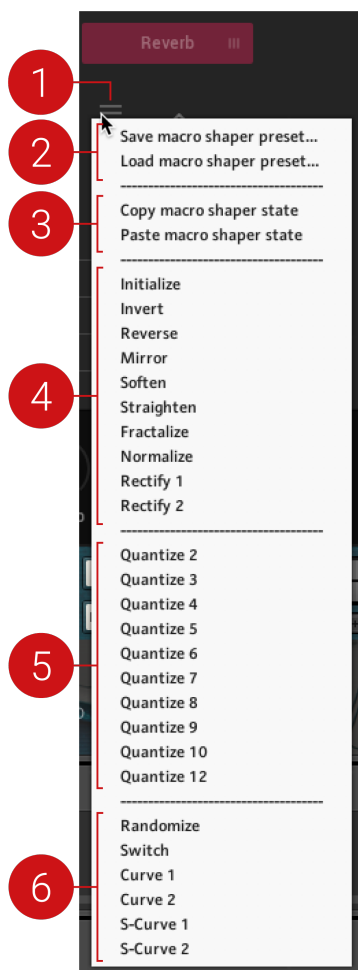 Reverb
1
2
Save macro shaper preset...
Load macro shaper preset...
3
Copy macro shaper state
Paste macro shaper state
4
Initialize
Invert
Reverse
Mirror
Soften
Straighten
Fractalize
Normalize
Rectify 1
Rectify 2
5
Quantize 2
Quantize 3
Quantize 4
Quantize 5
Quantize 6
Quantize 7
Quantize 8
Quantize 9
Quantize 10
Quantize 12
6
Randomize
Switch
Curve 1
Curve 2
S-Curve 1
S-Curve 2